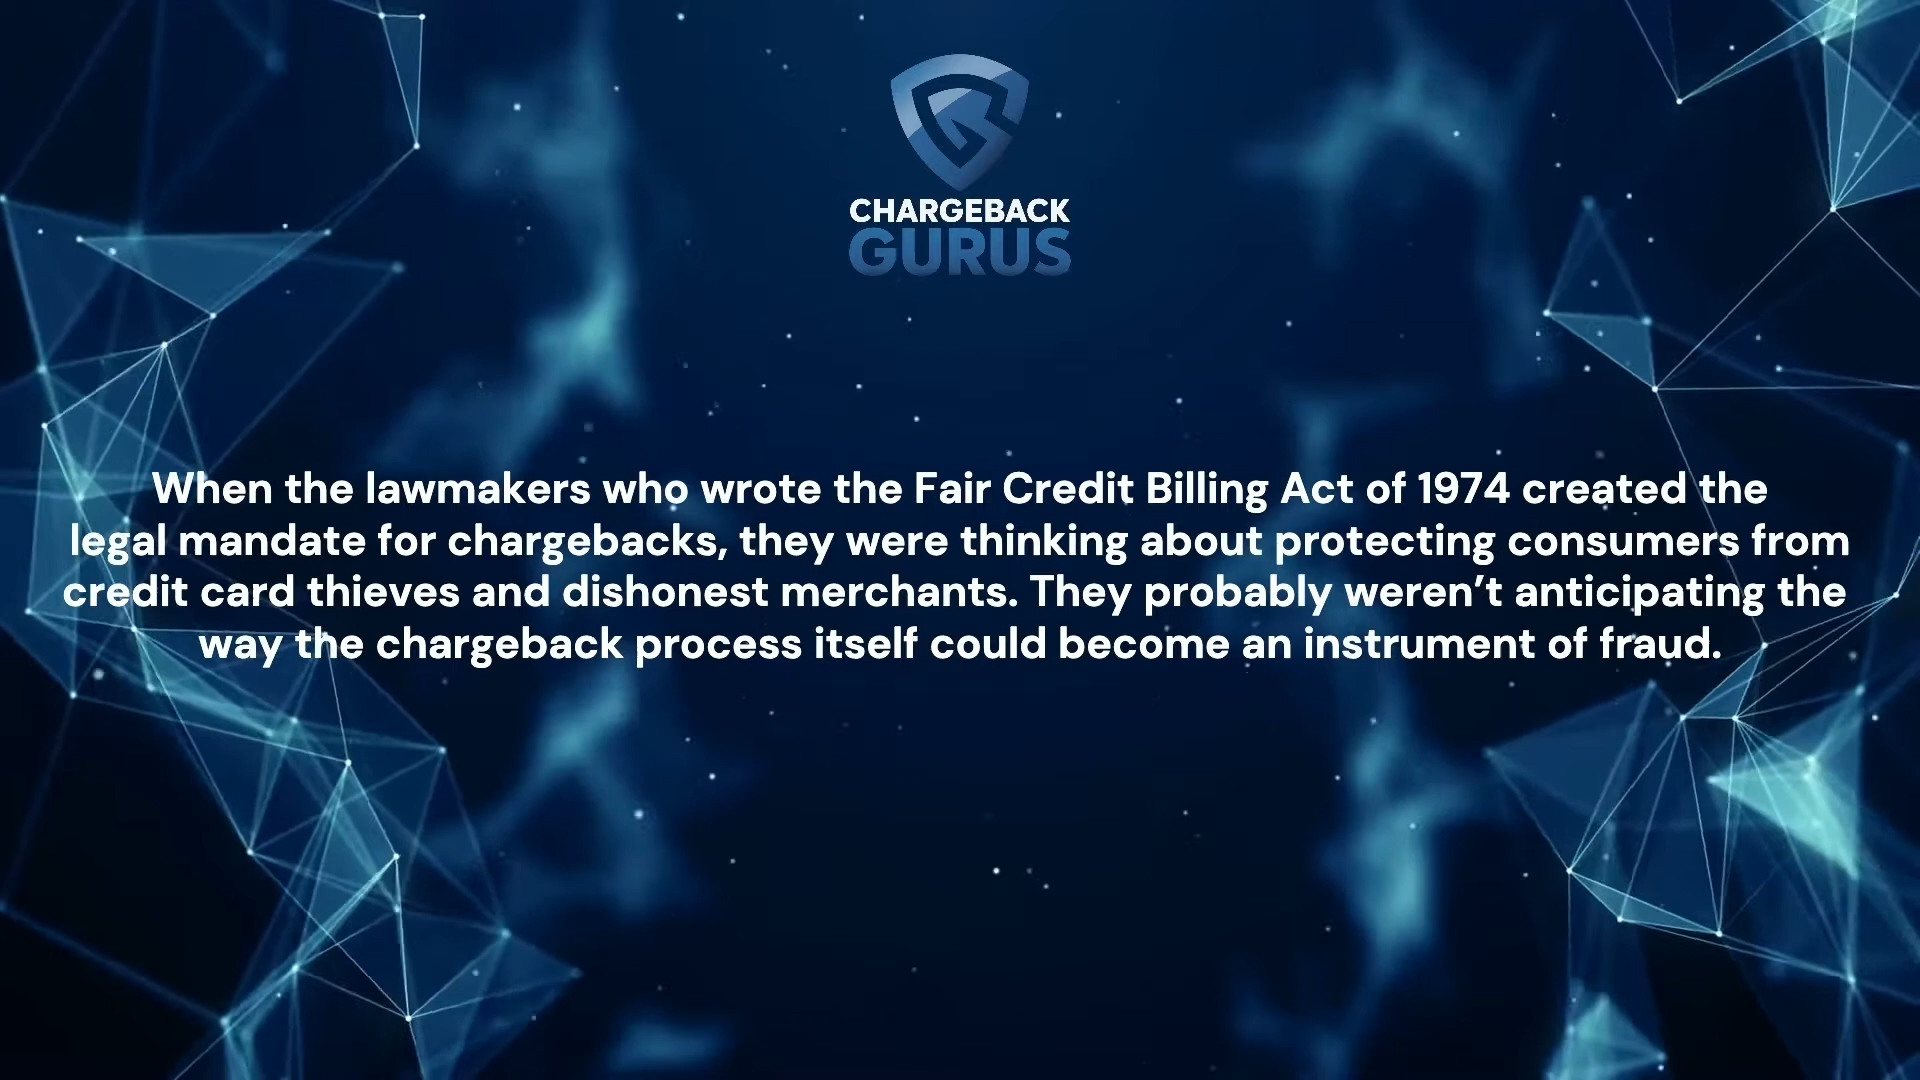 CHARGEBACK
GURUS
When the lawmakers who wrote the Fair Credit Billing Act of 1974 created the
legal mandate for chargebacks, they were thinking about protecting consumers from
credit card thieves and dishonest merchants. They probably weren’t anticipating the
way the chargeback process itself could become an instrument of fraud.